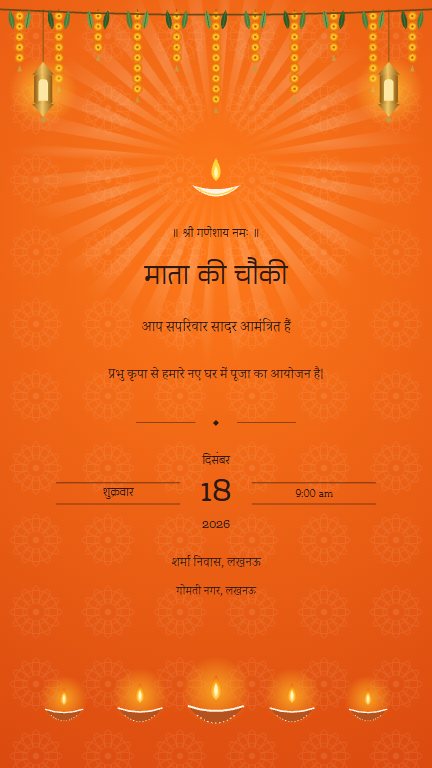 ॥ श्री गणेशाय नमः ॥
माता की चौकी
आप सपरिवार सादर आमंत्रित हैं
प्रभु कृपा से हमारे नए घर में पूजा का आयोजन है।
दिसंबर
शुक्रवार 18 9:00 am
2026
शर्मा निवास, लखनऊ
गोमती नगर, लखनऊ